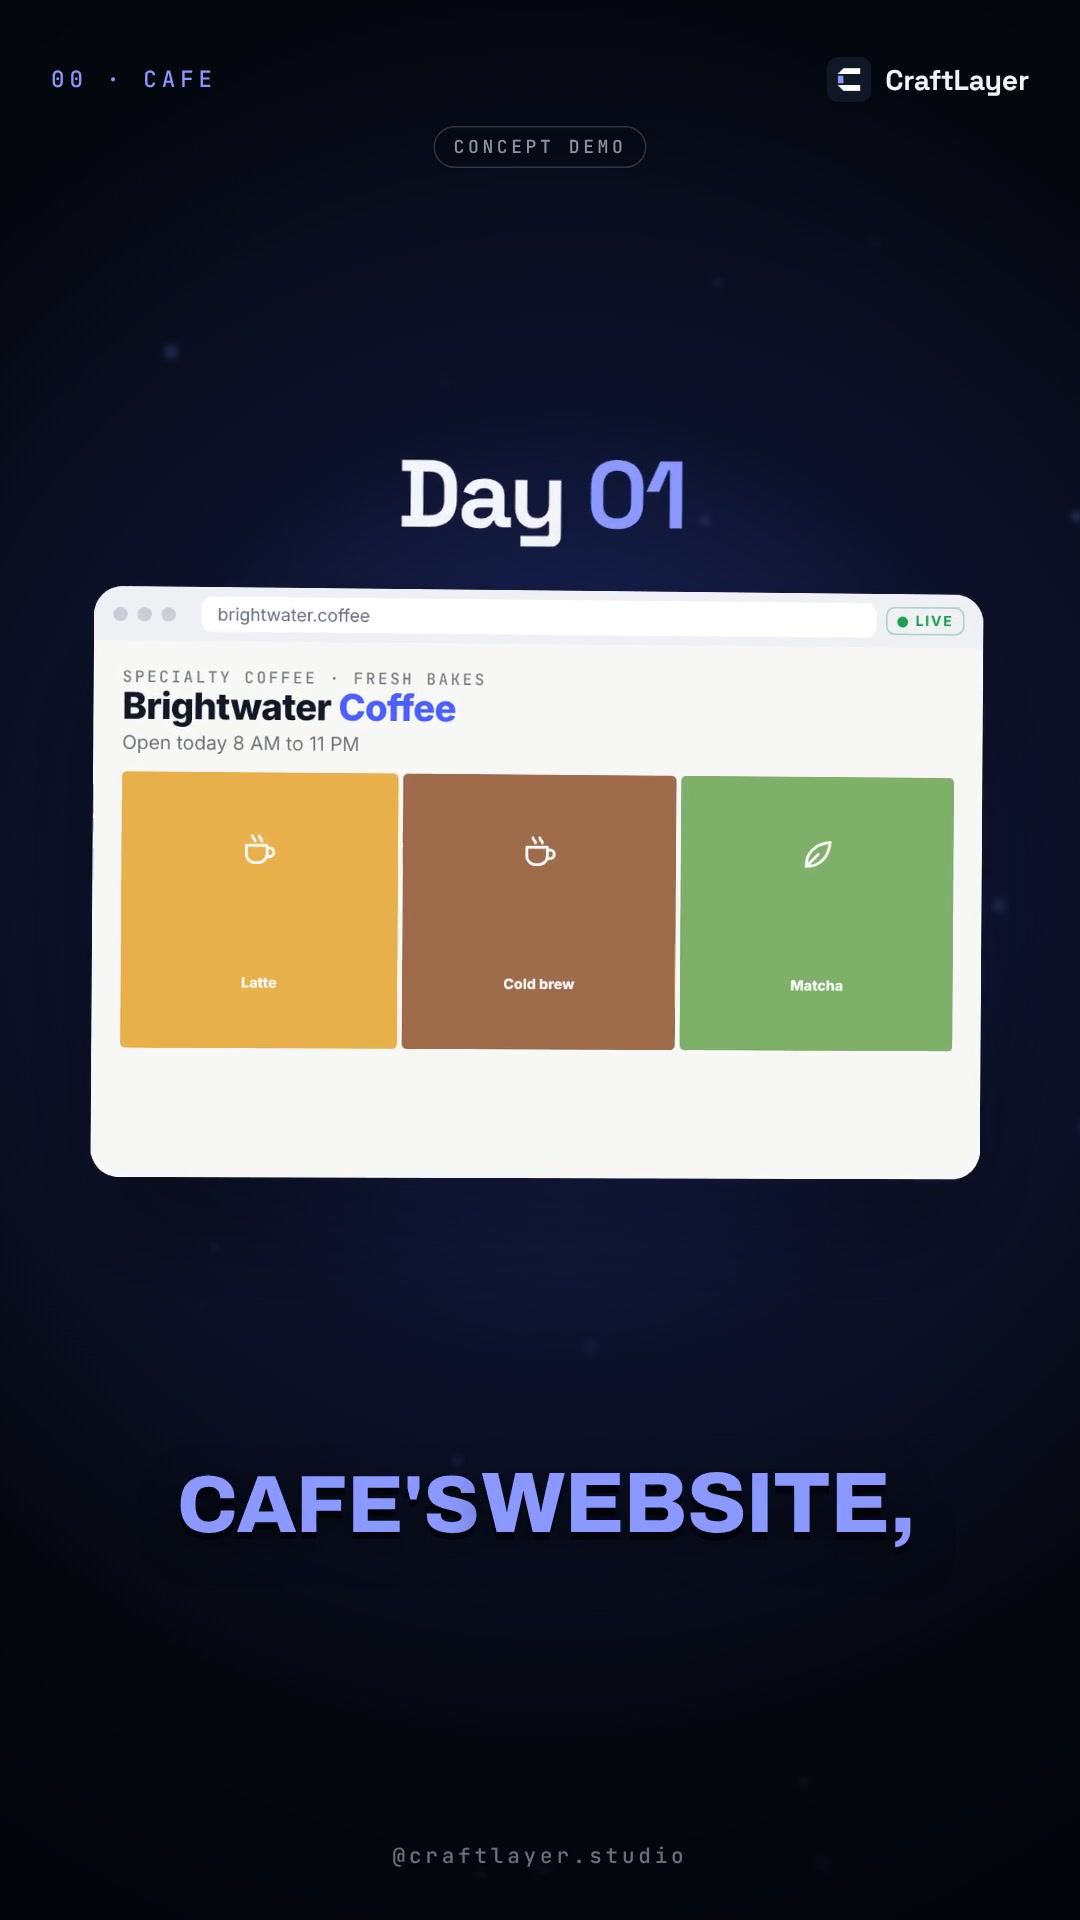 00 · CAFE
CraftLayer
CONCEPT DEMO
Day 01
brightwater.coffee
LIVE
SPECIALTY COFFEE · FRESH BAKES
Brightwater Coffee
Open today 8 AM to 11 PM
Latte
Cold brew
Matcha
CAFE'SWEBSITE,
@craftlayer.studio